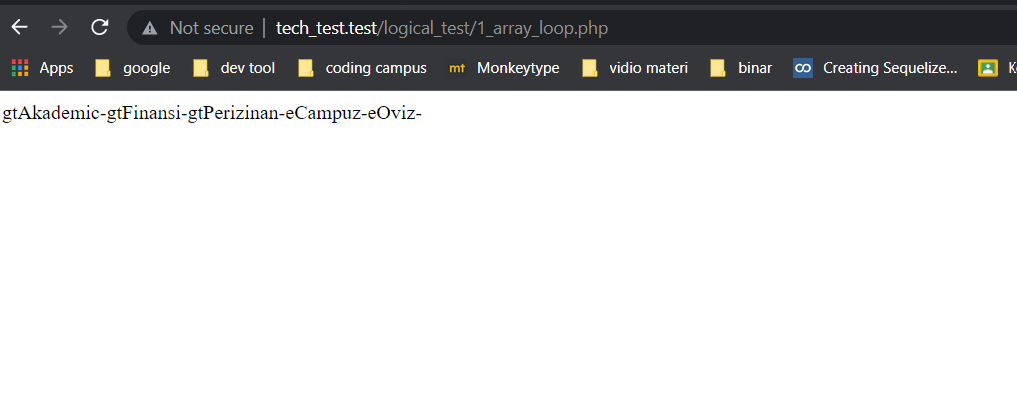 Not secure | tech_test.test/logical_test/1_array_loop.php
Apps google dev tool coding campus mt Monkeytype vidio materi binar Creating Sequelize...
gtAkademic-gtFinansi-gtPerizinan-eCampuz-eOviz-